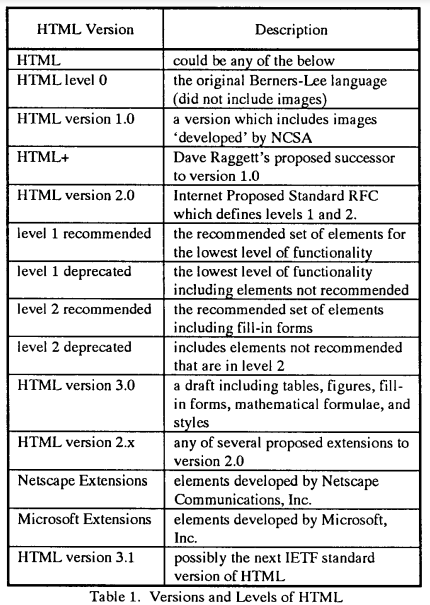 HTML Version Description
HTML could be any of the below
HTML level 0 the original Berners-Lee language
(did not include images)
HTML version 1.0 a version which includes images
‘developed’ by NCSA
HTML+ Dave Raggett’s proposed successor
to version 1.0
HTML version 2.0 Internet Proposed Standard RFC
which defines levels 1 and 2.
level 1 recommended the recommended set of elements for
the lowest level of functionality
level 1 deprecated the lowest level of functionality
including elements not recommended
level 2 recommended the recommended set of elements
including fill-in forms
level 2 deprecated includes elements not recommended
that are in level 2
HTML version 3.0 a draft including tables, figures, fill-
in forms, mathematical formulae, and
styles
HTML version 2.x any of several proposed extensions to
version 2.0
Netscape Extensions elements developed by Netscape
Communications, Inc.
Microsoft Extensions elements developed by Microsoft,
Inc.
HTML version 3.1 possibly the next IETF standard
version of HTML
Table 1. Versions and Levels of HTML